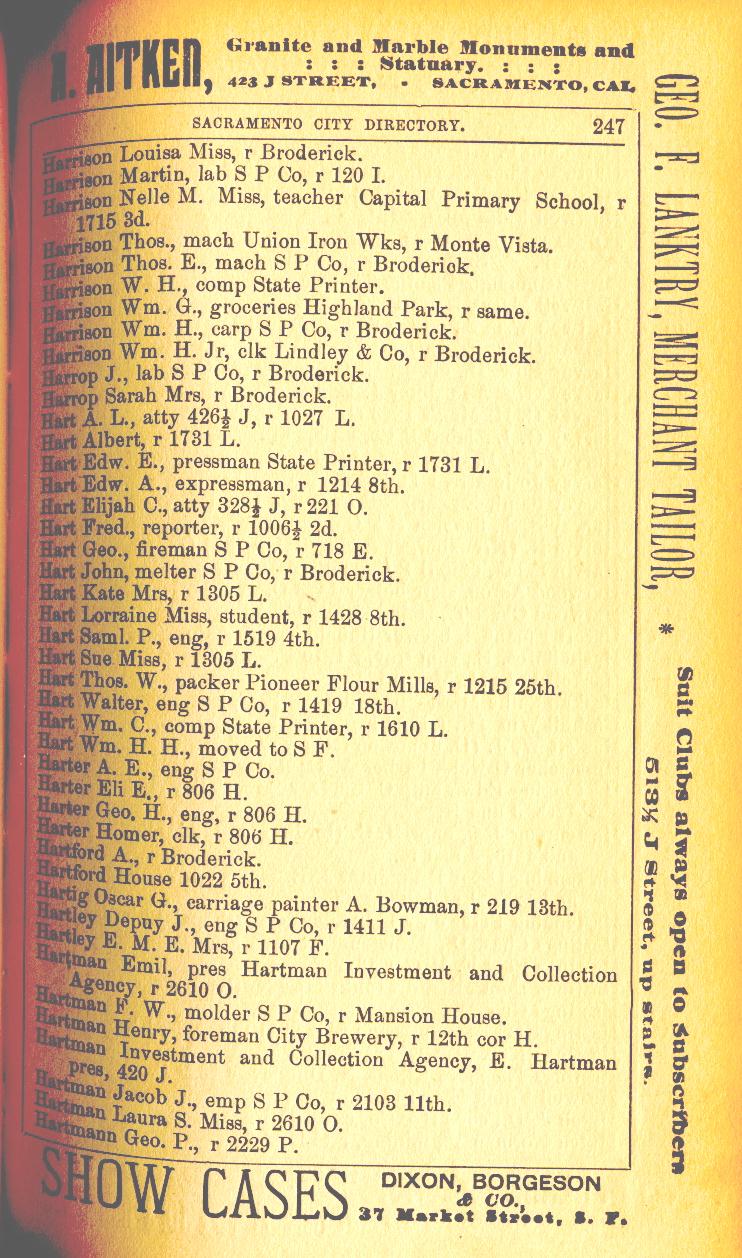 A. AITKEN,
Granite and Marble Monuments and
: : : Statuary. : : :
423 J STREET, - SACRAMENTO, CAL.
SACRAMENTO CITY DIRECTORY. 247
Harrison Louisa Miss, r Broderick.
Harrison Martin, lab S P Co, r 120 I.
Harrison Nelle M. Miss, teacher Capital Primary School, r
1715 3d.
Harrison Thos., mach Union Iron Wks, r Monte Vista.
Harrison Thos. E., mach S P Co, r Broderick.
Harrison W. H., comp State Printer.
Harrison Wm. G., groceries Highland Park, r same.
Harrison Wm. H., carp S P Co, r Broderick.
Harrison Wm. H. Jr, clk Lindley & Co, r Broderick.
Harrop J., lab S P Co, r Broderick.
Harrop Sarah Mrs, r Broderick.
Hart A. L., atty 426½ J, r 1027 L.
Hart Albert, r 1731 L.
Hart Edw. E., pressman State Printer, r 1731 L.
Hart Edw. A., expressman, r 1214 8th.
Hart Elijah C., atty 328½ J, r 221 O.
Hart Fred., reporter, r 1006½ 2d.
Hart Geo., fireman S P Co, r 718 E.
Hart John, melter S P Co, r Broderick.
Hart Kate Mrs, r 1305 L.
Hart Lorraine Miss, student, r 1428 8th.
Hart Saml. P., eng, r 1519 4th.
Hart Sue Miss, r 1305 L.
Hart Thos. W., packer Pioneer Flour Mills, r 1215 25th.
Hart Walter, eng S P Co, r 1419 18th.
Hart Wm. C., comp State Printer, r 1610 L.
Hart Wm. H. H., moved to S F.
Harter A. E., eng S P Co.
Harter Eli E., r 806 H.
Harter Geo. H., eng, r 806 H.
Harter Homer, clk, r 806 H.
Hartford A., r Broderick.
Hartford House 1022 5th.
Hartig Oscar G., carriage painter A. Bowman, r 219 13th.
Hartley Depuy J., eng S P Co, r 1411 J.
Hartley E. M. E. Mrs, r 1107 F.
Hartman Emil, pres Hartman Investment and Collection
Agency, r 2610 O.
Hartman F. W., molder S P Co, r Mansion House.
Hartman Henry, foreman City Brewery, r 12th cor H.
Hartman Investment and Collection Agency, E. Hartman
pres, 420 J.
Hartman Jacob J., emp S P Co, r 2103 11th.
Hartman Laura S. Miss, r 2610 O.
Hartmann Geo. P., r 2229 P.
SHOW CASES
DIXON, BORGESON
& CO.,
37 Market Street, S. F.
GEO. F. LANKTRY, MERCHANT TAILOR, *
Suit Clubs always open to Subscribers
513½ J Street, up stairs.